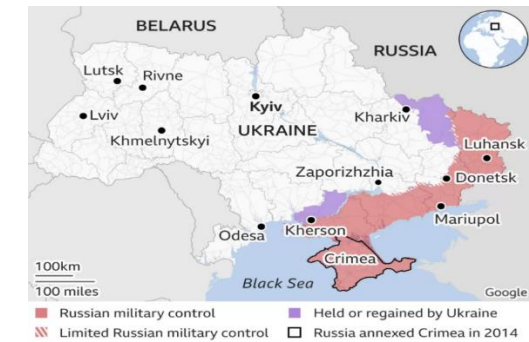 BELARUS
RUSSIA
Lutsk
Rivne
Kyiv
Kharkiv
Lviv
UKRAINE
Khmelnytskyi
Luhansk
Zaporizhzhia
Donetsk
Mariupol
Odesa
Kherson
Crimea
100km
100 miles
Black Sea
Google
Russian military control
Held or regained by Ukraine
Limited Russian military control
Russia annexed Crimea in 2014